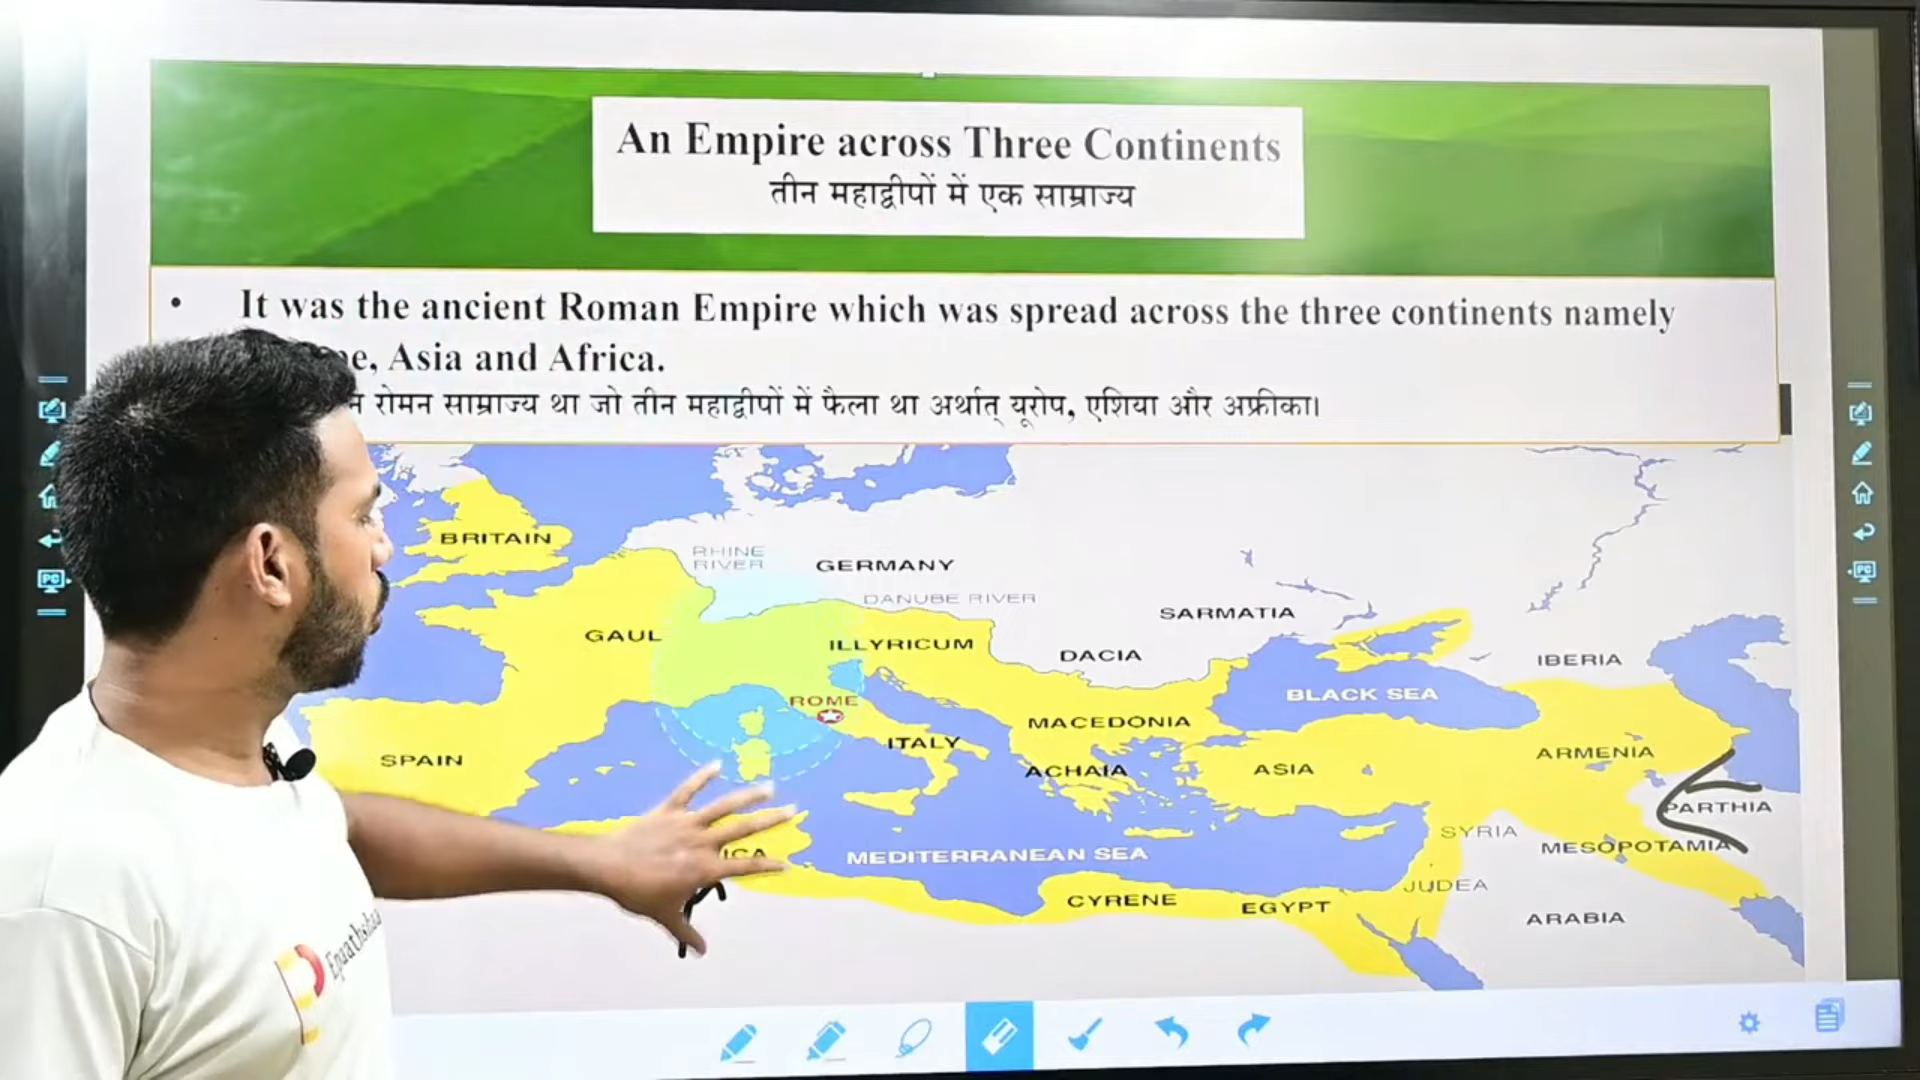 An Empire across Three Continents
तीन महाद्वीपों में एक साम्राज्य
• It was the ancient Roman Empire which was spread across the three continents namely
Asia and Africa.
रोमन साम्राज्य था जो तीन महाद्वीपों में फैला था अर्थात् यूरोप, एशिया और अफ्रीका।
BRITAIN
RHINE
RIVER
GERMANY
DANUBE RIVER
SARMATIA
GAUL
ILLYRICUM
DACIA
IBERIA
BLACK SEA
ROME
MACEDONIA
ITALY
ARMENIA
SPAIN
ACHAIA
ASIA
PARTHIA
SYRIA
MESOPOTAMIA
MEDITERRANEAN SEA
JUDEA
CYRENE
EGYPT
ARABIA
PC
PC